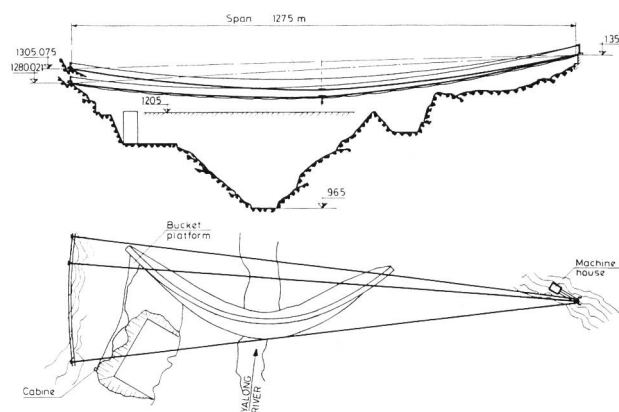 Span 1275 m
1305.075
1280.021
135
1205
965
Bucket
platform
Machine
house
Cabine
YALONG
RIVER